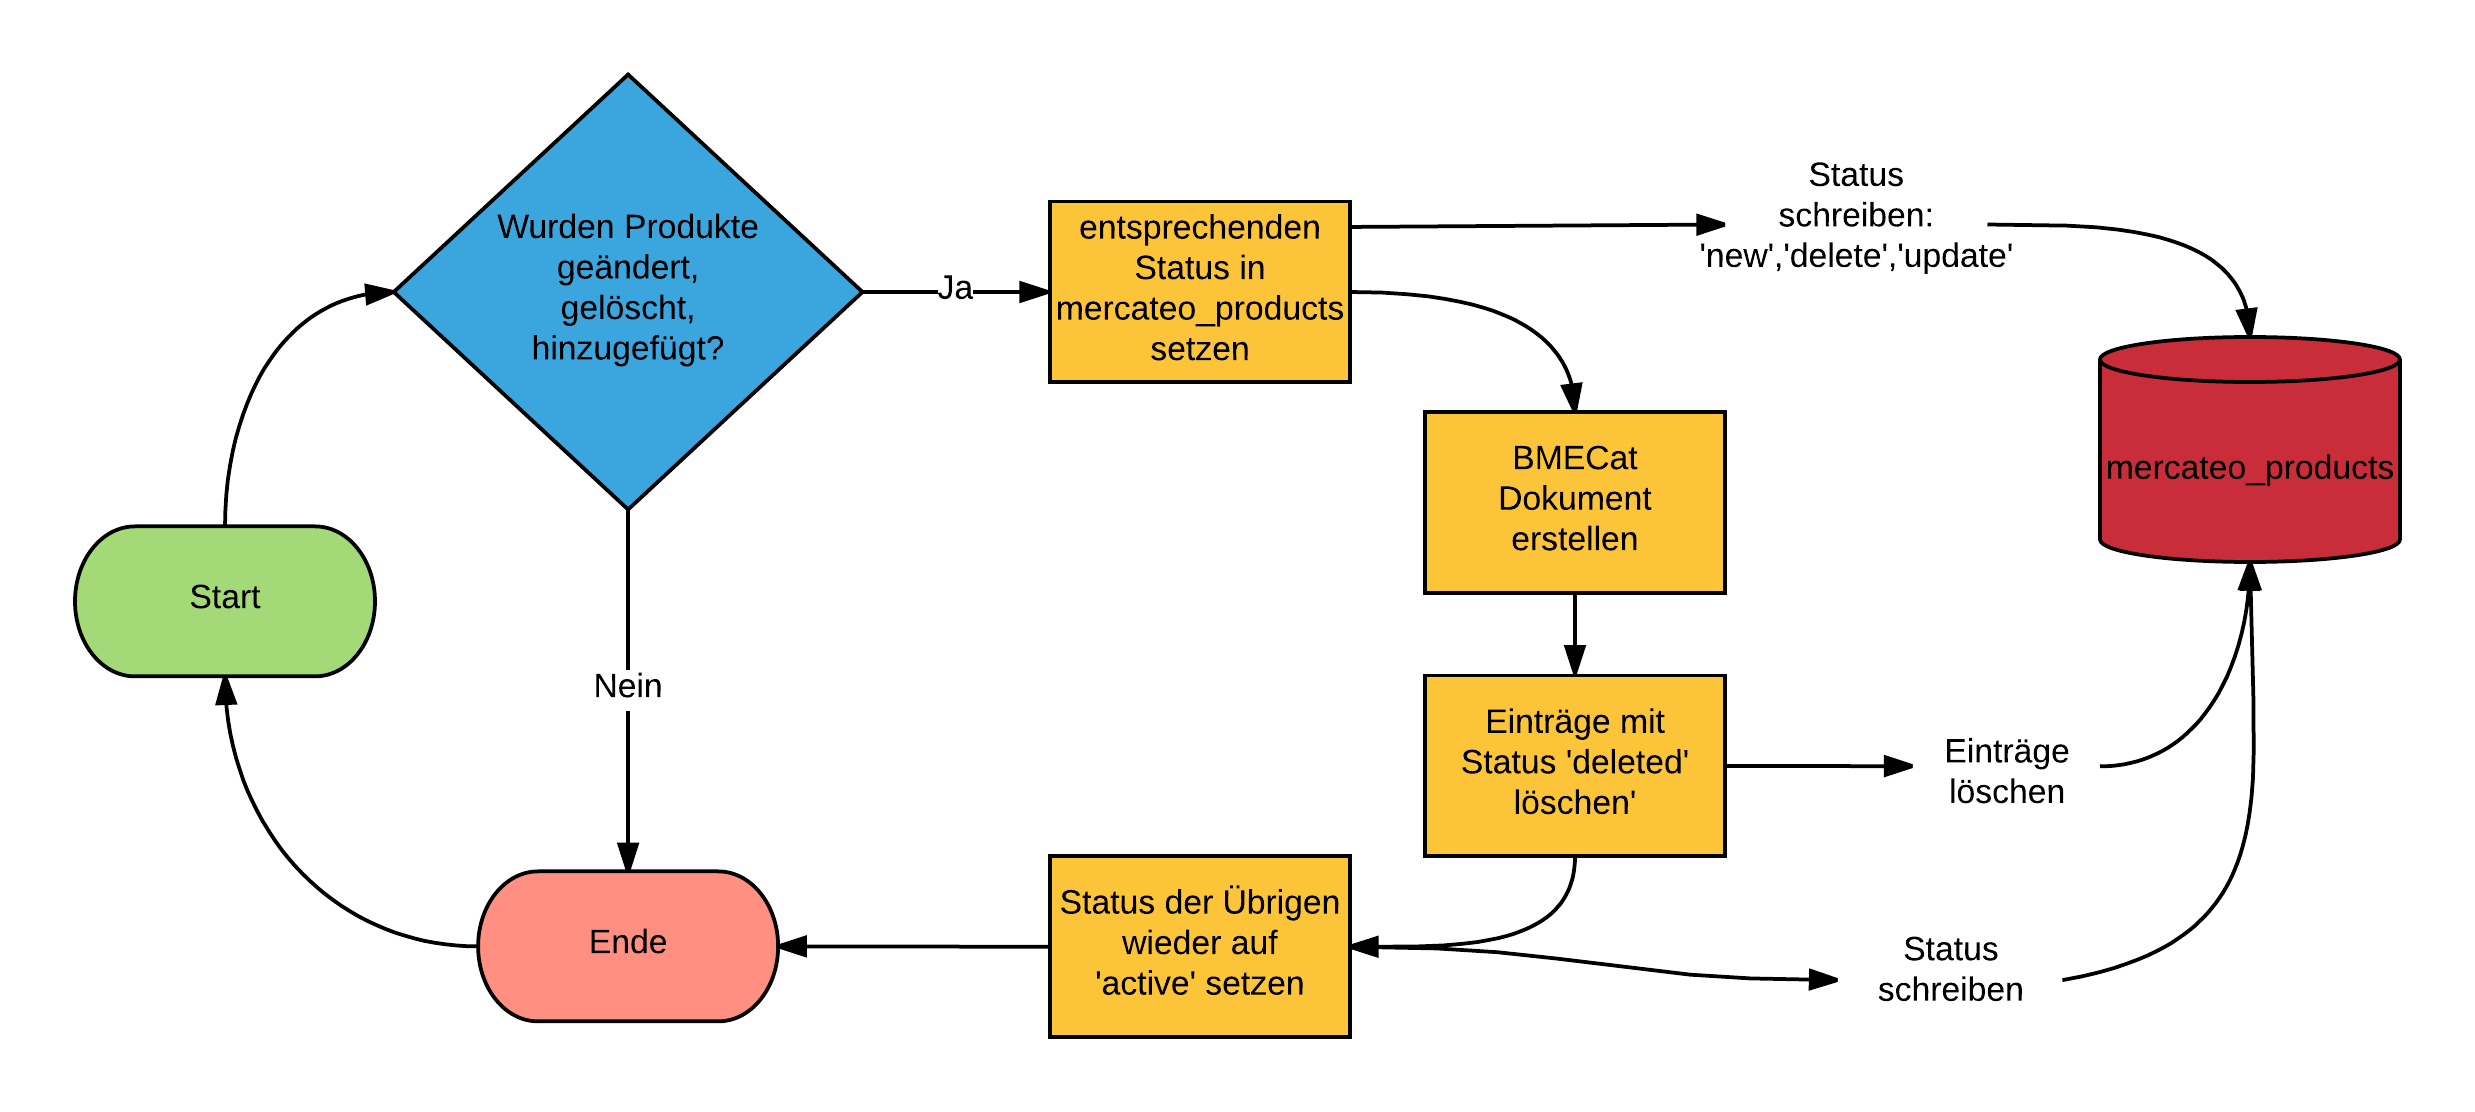 Wurden Produkte
geändert,
gelöscht,
hinzugefügt?
Ja
entsprechenden
Status in
mercateo_products
setzen
Status
schreiben:
'new','delete','update'
mercateo_products
BMECat
Dokument
erstellen
Start
Nein
Einträge mit
Status 'deleted'
löschen'
Einträge
löschen
Ende
Status der Übrigen
wieder auf
'active' setzen
Status
schreiben